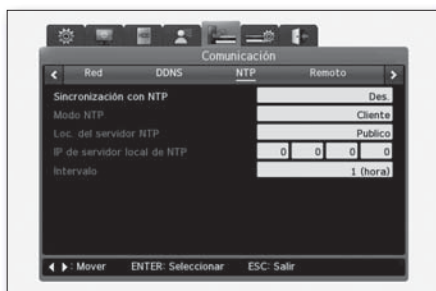 Comunicación
Red DDNS NTP Remoto
Sincronización con NTP Des.
Modo NTP Cliente
Loc. del servidor NTP Publico
IP de servidor local de NTP 0 0 0 0
Intervalo 1 (hora)
: Mover ENTER: Seleccionar ESC: Salir